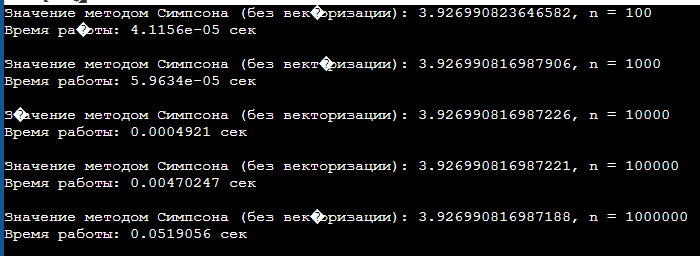 Значение методом Симпсона (без век�оризации): 3.926990823646582, n = 100
Время ра�оты: 4.1156e-05 сек
Значение методом Симпсона (без вект�ризации): 3.926990816987906, n = 1000
Время работы: 5.9634e-05 сек
З�ачение методом Симпсона (без векторизации): 3.926990816987226, n = 10000
Время работы: 0.0004921 сек
Значение методом Симпсона (без векторизации): 3.926990816987221, n = 100000
Время работы: 0.00470247 сек
Значение методом Симпсона (без век�оризации): 3.926990816987188, n = 1000000
Время работы: 0.0519056 сек